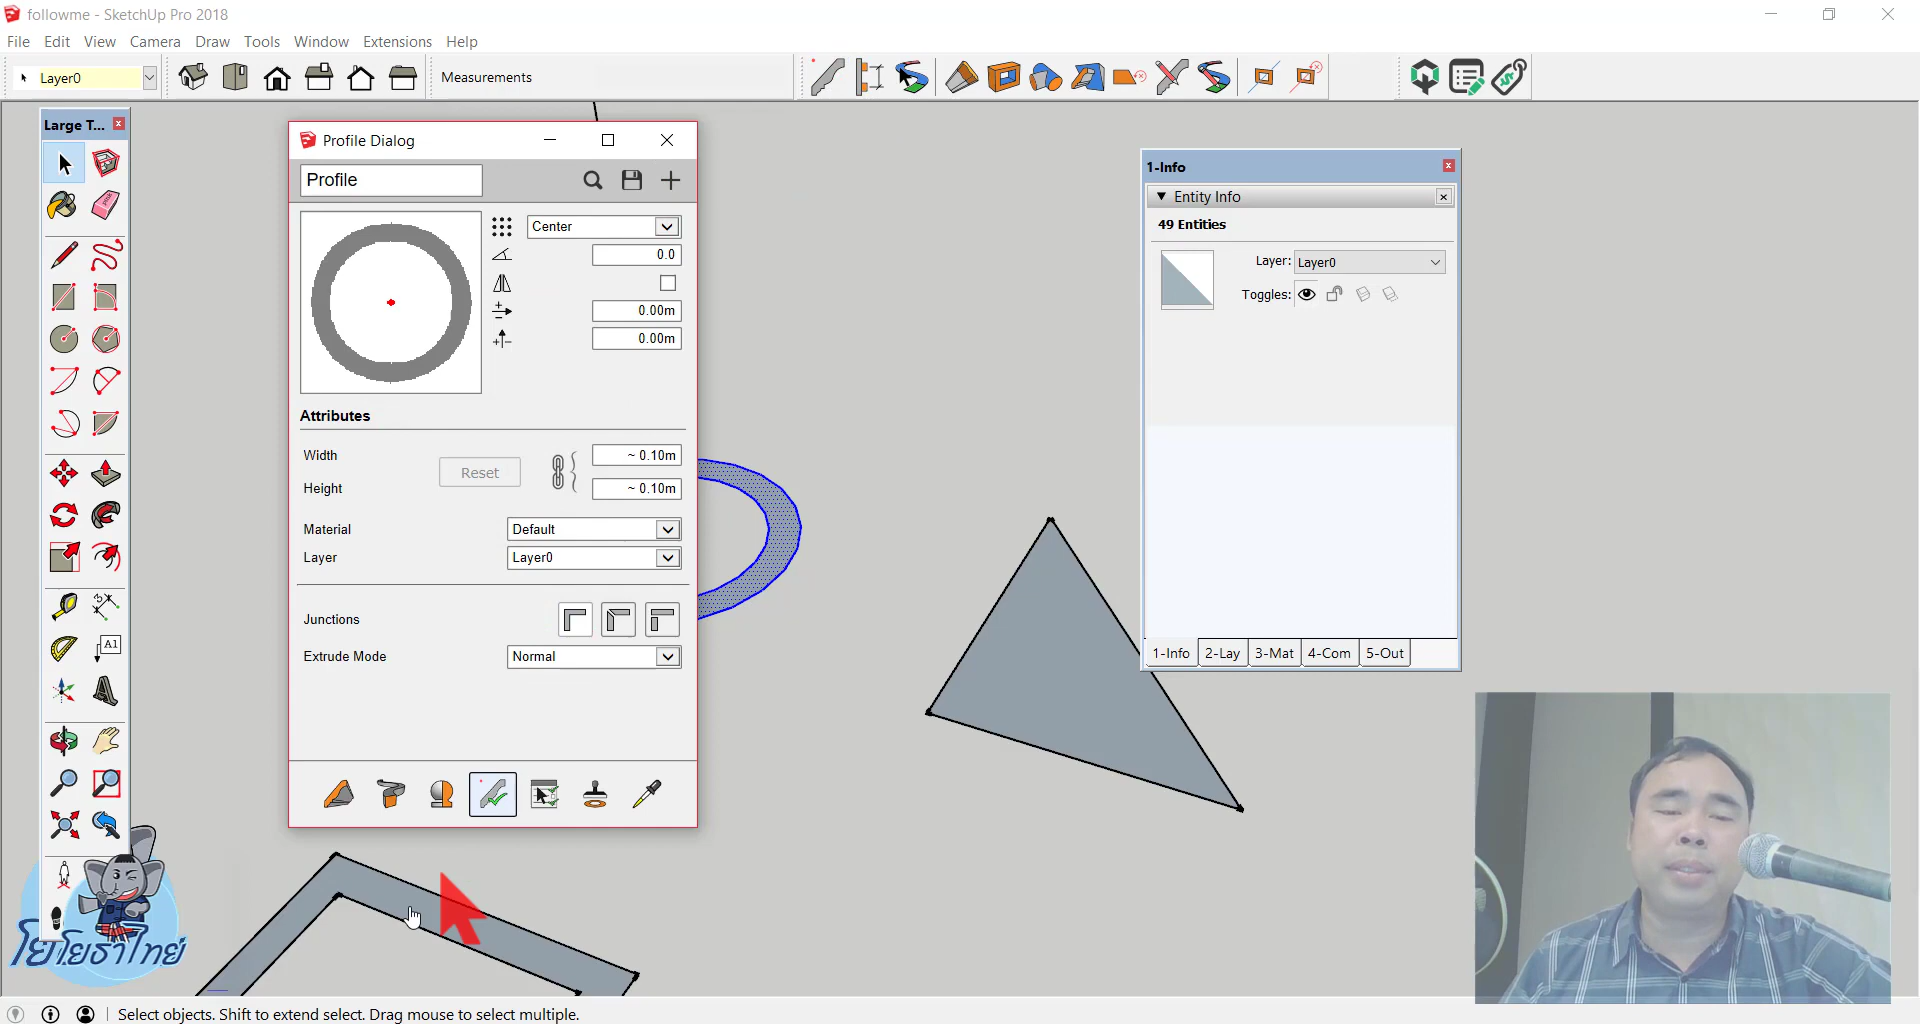 followme - SketchUp Pro 2018
File Edit View Camera Draw Tools Window Extensions Help
Layer0
Measurements
Large T...
Profile Dialog
Profile
Center
0.0
0.00m
0.00m
Attributes
Width
~ 0.10m
Reset
Height
~ 0.10m
Material
Default
Layer
Layer0
Junctions
Extrude Mode
Normal
1-Info
Entity Info
49 Entities
Layer:
Layer0
Toggles:
1-Info 2-Lay 3-Mat 4-Com 5-Out
A1
โยโยธาไทย
Select objects. Shift to extend select. Drag mouse to select multiple.